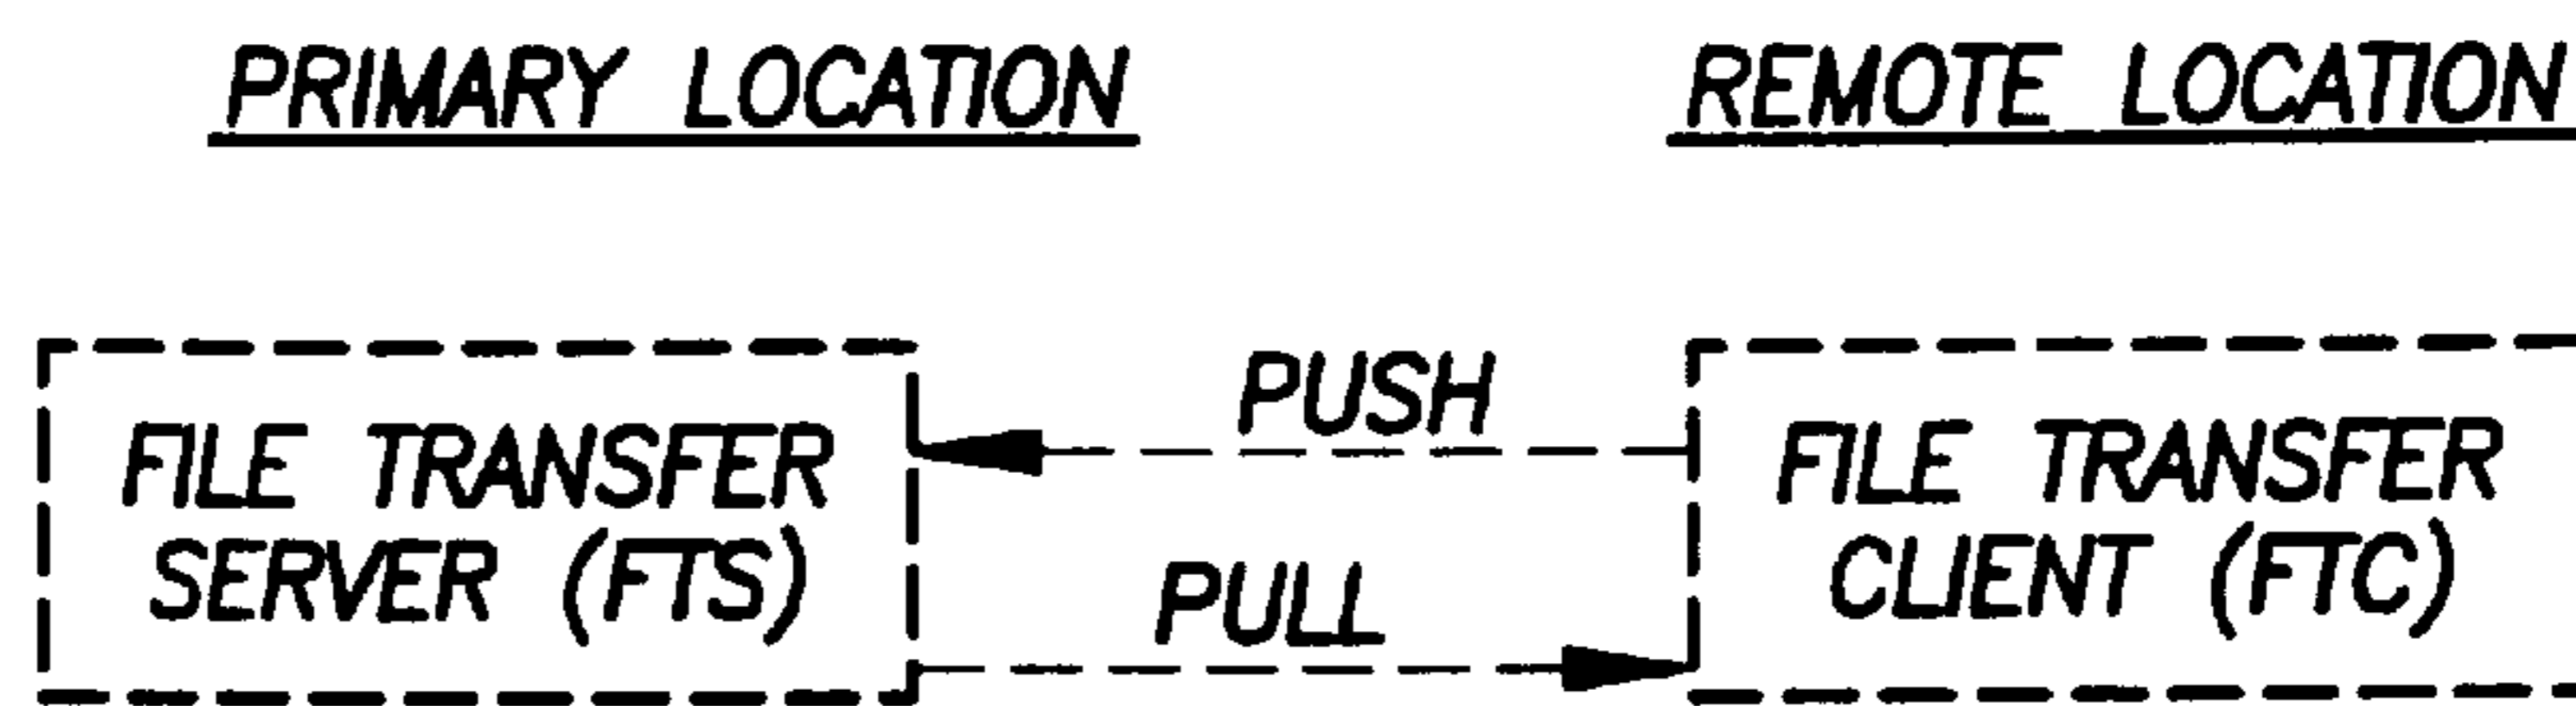 PRIMARY LOCATION
REMOTE LOCATION
FILE TRANSFER
SERVER (FTS)
PUSH
PULL
FILE TRANSFER
CLIENT (FTC)